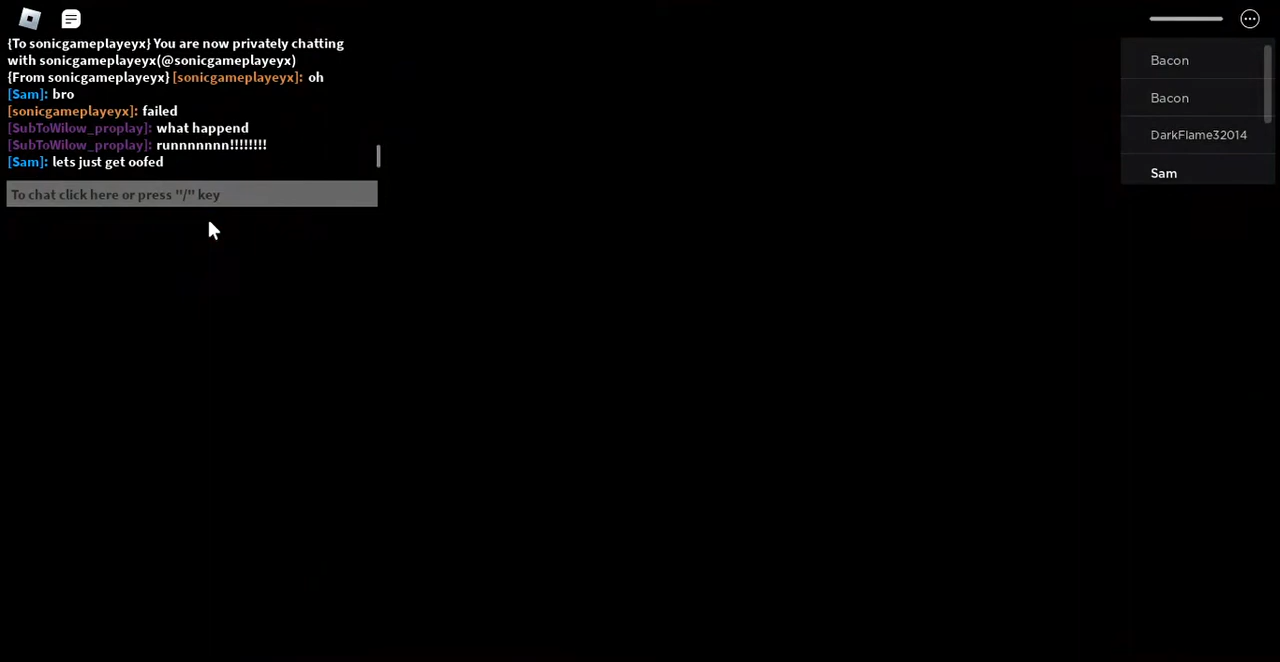 {To sonicgameplayeyx} You are now privately chatting
with sonicgameplayeyx(@sonicgameplayeyx)
{From sonicgameplayeyx} [sonicgameplayeyx]: oh
[Sam]: bro
[sonicgameplayeyx]: failed
[SubToWilow_proplay]: what happend
[SubToWilow_proplay]: runnnnnnn!!!!!!!!
[Sam]: lets just get oofed
To chat click here or press "/" key
Bacon
Bacon
DarkFlame32014
Sam